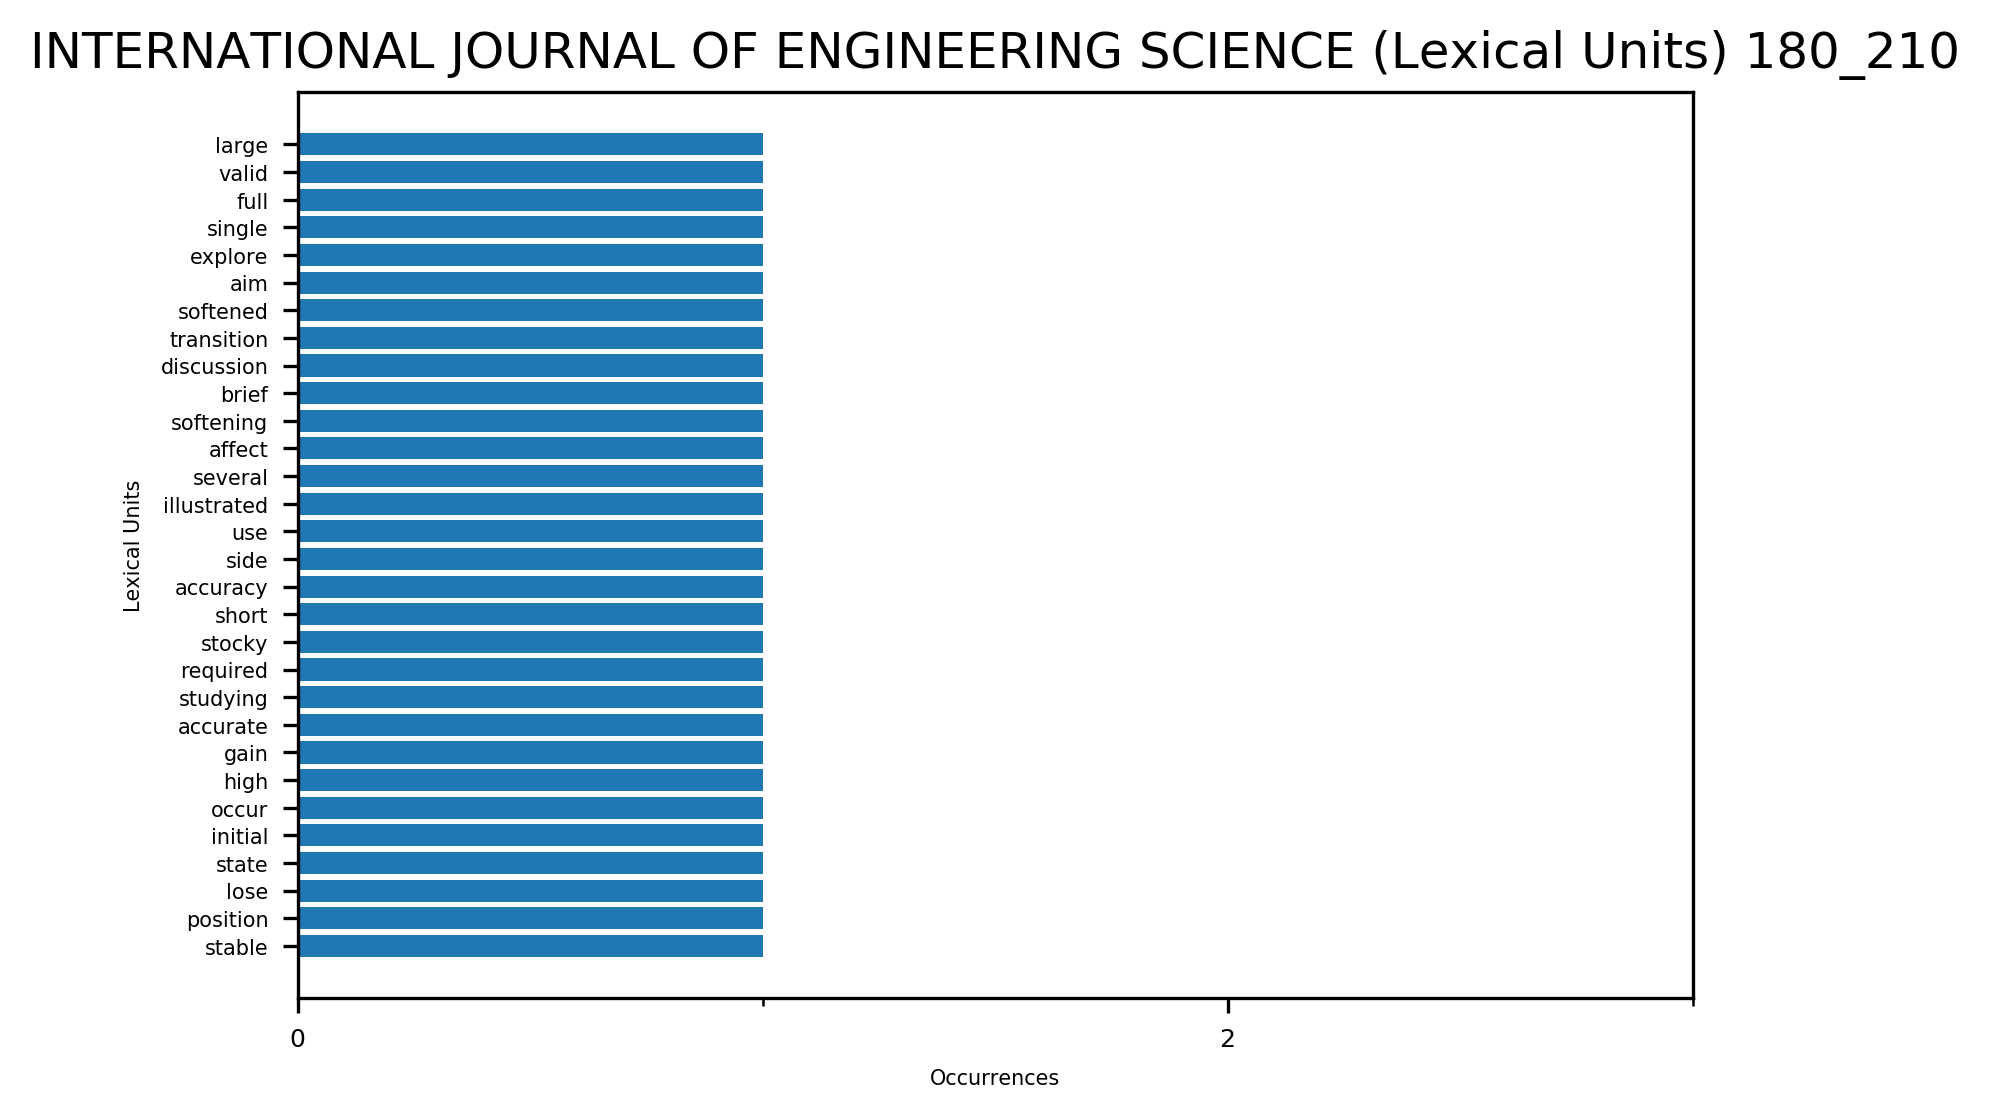 INTERNATIONAL JOURNAL OF ENGINEERING SCIENCE (Lexical Units) 180_210
large
valid
full
single
explore
aim
softened
transition
discussion
brief
softening
affect
several
illustrated
use
side
accuracy
short
stocky
required
studying
accurate
gain
high
occur
initial
state
lose
position
stable
Lexical Units
0
2
Occurrences